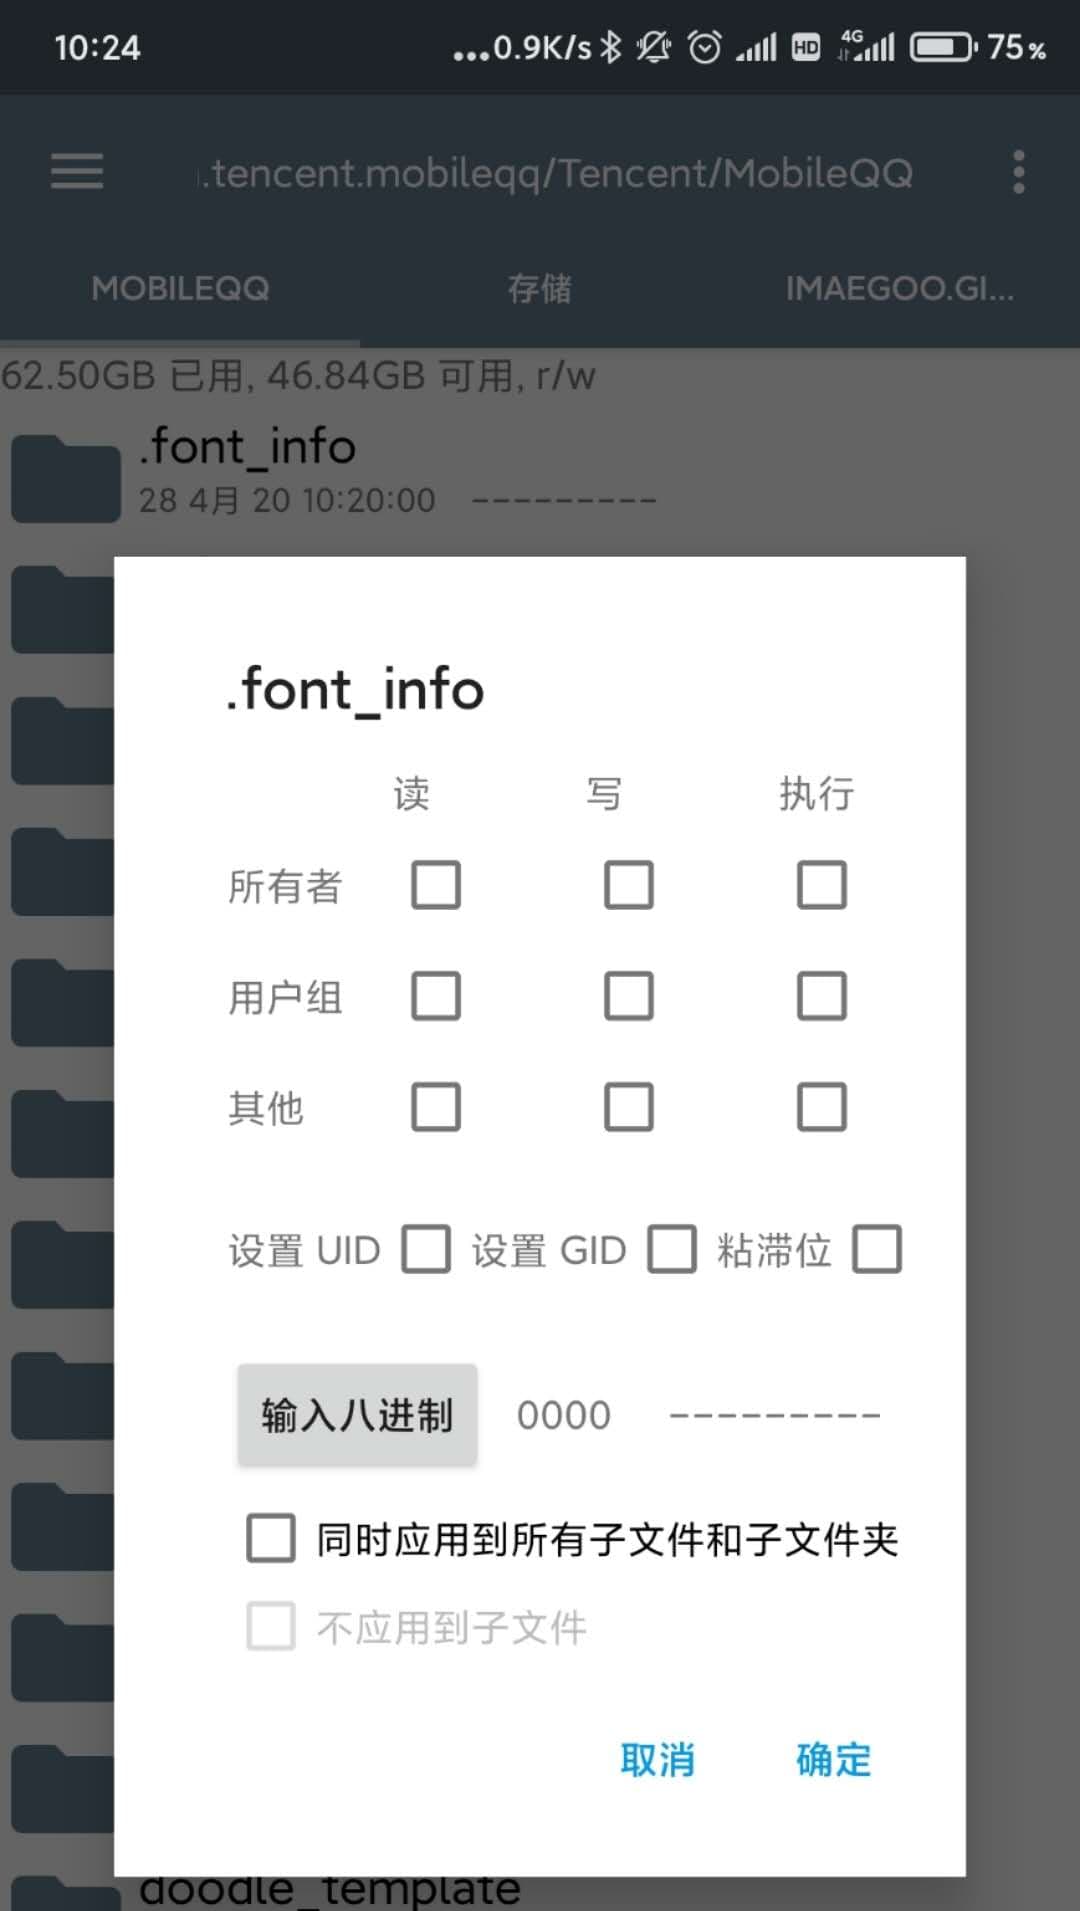 10:24
...0.9K/s HD 4G 75%
.tencent.mobileqq/Tencent/MobileQQ
MOBILEQQ 存储 IMAEGOO.GI...
62.50GB 已用, 46.84GB 可用, r/w
.font_info
28 4月 20 10:20:00 ---------
.font_info
读 写 执行
所有者
用户组
其他
设置 UID 设置 GID 粘滞位
输入八进制 0000 ---------
同时应用到所有子文件和子文件夹
不应用到子文件
取消 确定
doodle_template